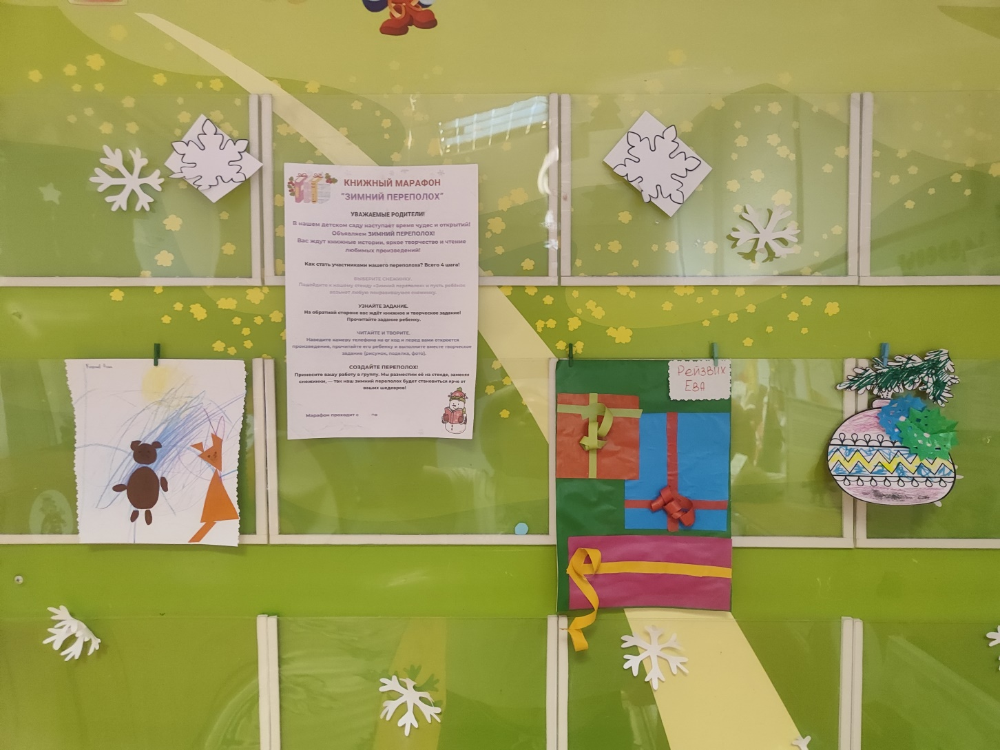 КНИЖНЫЙ МАРАФОН
"ЗИМНИЙ ПЕРЕПОЛОХ"
УВАЖАЕМЫЕ РОДИТЕЛИ!
В нашем детском саду наступает время чудес и открытий!
Объявляем ЗИМНИЙ ПЕРЕПОЛОХ!
Вас ждут книжные истории, яркое творчество и чтение
любимых произведений!
Как стать участниками нашего переполоха? Всего 4 шага!
ВЫБЕРИТЕ СНЕЖИНКУ.
Подойдите к нашему стенду «Зимний переполох» и пусть ребёнок
возьмет любую понравившуюся снежинку.
УЗНАЙТЕ ЗАДАНИЕ.
На обратной стороне вас ждёт книжное и творческое задание!
Прочитайте задание ребенку.
ЧИТАЙТЕ И ТВОРИТЕ.
Наведите камеру телефона на qr код и перед вами откроется
произведение, прочитайте его ребенку и выполните вместе творческое
задание (рисунок, поделка, фото).
СОЗДАЙТЕ ПЕРЕПОЛОХ!
Принесите вашу работу в группу. Мы разместим её на стенде, заменяя
снежинки, — так наш зимний переполох будет становиться ярче от
ваших шедевров!
Марафон проходит с по
Рейзвих
Ева